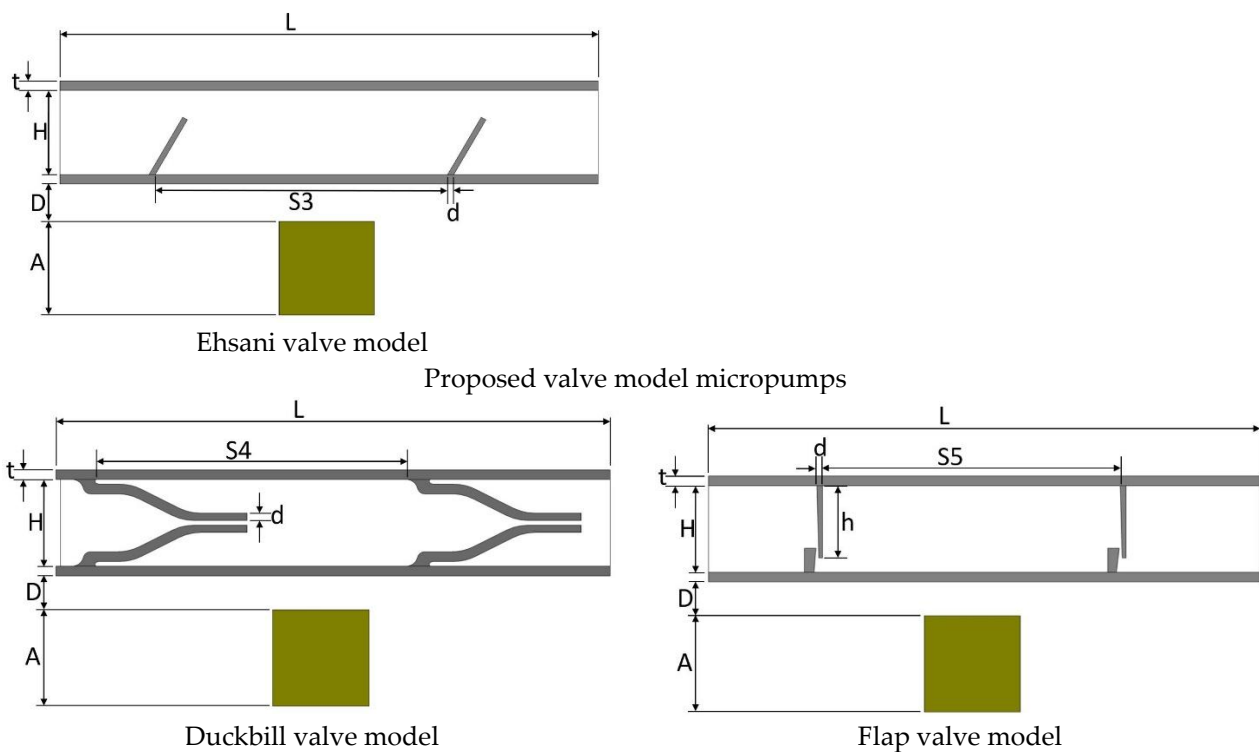 L
t
H
D
S3
d
A
Ehsani valve model
Proposed valve model micropumps
L
S4
t
d
H
D
A
Duckbill valve model
L
d
S5
t
h
H
D
A
Flap valve model